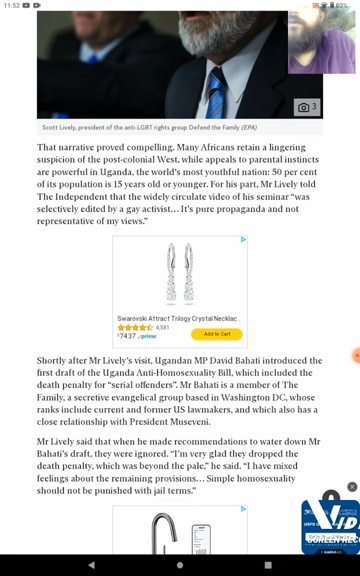 11:52
80%
3
Scott Lively, president of the anti-LGBT rights group Defend the Family (EPA)
That narrative proved compelling. Many Africans retain a lingering
suspicion of the post-colonial West, while appeals to parental instincts
are powerful in Uganda, the world's most youthful nation: 50 per cent
of its population is 15 years old or younger. For his part, Mr Lively told
The Independent that the widely circulate video of his seminar “was
selectively edited by a gay activist… It's pure propaganda and not
representative of my views.”
Swarovski Attract Trilogy Crystal Necklac...
4,581
$7437 prime
Add to Cart
Shortly after Mr Lively's visit, Ugandan MP David Bahati introduced the
first draft of the Uganda Anti-Homosexuality Bill, which included the
death penalty for “serial offenders”. Mr Bahati is a member of The
Family, a secretive evangelical group based in Washington DC, whose
ranks include current and former US lawmakers, and which also has a
close relationship with President Museveni.
Mr Lively said that when he made recommendations to water down Mr
Bahati's draft, they were ignored. “I'm very glad they dropped the
death penalty, which was beyond the pale,” he said. “I have mixed
feelings about the remaining provisions… Simple homosexuality
should not be punished with jail terms.”